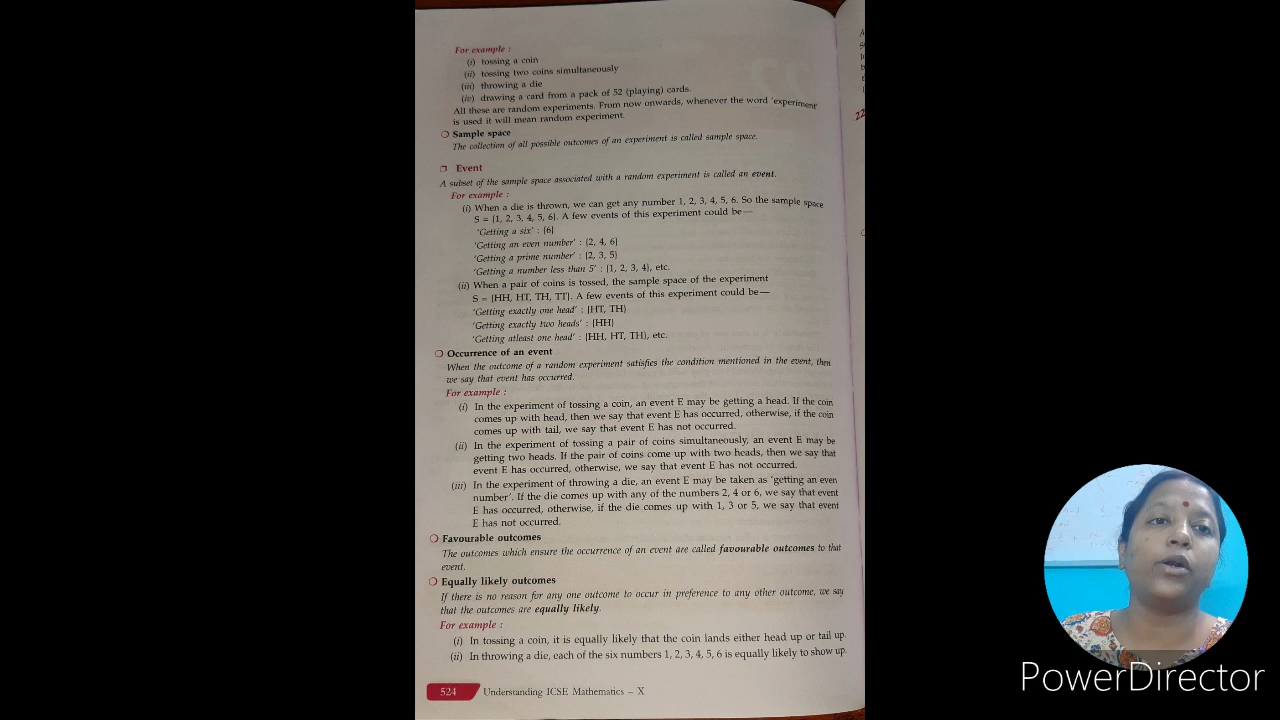 For example :
(i) tossing a coin
(ii) tossing two coins simultaneously
(iii) throwing a die
(iv) drawing a card from a pack of 52 (playing) cards.
All these are random experiments. From now onwards, whenever the word 'experiment'
is used it will mean random experiment.
❍ Sample space
The collection of all possible outcomes of an experiment is called sample space.
❒ Event
A subset of the sample space associated with a random experiment is called an event.
For example :
(i) When a die is thrown, we can get any number 1, 2, 3, 4, 5, 6. So the sample space
S = {1, 2, 3, 4, 5, 6}. A few events of this experiment could be—
'Getting a six' : {6}
'Getting an even number' : {2, 4, 6}
'Getting a prime number' : {2, 3, 5}
'Getting a number less than 5' : {1, 2, 3, 4}, etc.
(ii) When a pair of coins is tossed, the sample space of the experiment
S = {HH, HT, TH, TT}. A few events of this experiment could be—
'Getting exactly one head' : {HT, TH}
'Getting exactly two heads' : {HH}
'Getting atleast one head' : {HH, HT, TH}, etc.
❍ Occurrence of an event
When the outcome of a random experiment satisfies the condition mentioned in the event, then
we say that event has occurred.
For example :
(i) In the experiment of tossing a coin, an event E may be getting a head. If the coin
comes up with head, then we say that event E has occurred, otherwise, if the coin
comes up with tail, we say that event E has not occurred.
(ii) In the experiment of tossing a pair of coins simultaneously, an event E may be
getting two heads. If the pair of coins come up with two heads, then we say that
event E has occurred, otherwise, we say that event E has not occurred.
(iii) In the experiment of throwing a die, an event E may be taken as 'getting an even
number'. If the die comes up with any of the numbers 2, 4 or 6, we say that event
E has occurred, otherwise, if the die comes up with 1, 3 or 5, we say that event
E has not occurred.
❍ Favourable outcomes
The outcomes which ensure the occurrence of an event are called favourable outcomes to that
event.
❍ Equally likely outcomes
If there is no reason for any one outcome to occur in preference to any other outcome, we say
that the outcomes are equally likely.
For example :
(i) In tossing a coin, it is equally likely that the coin lands either head up or tail up.
(ii) In throwing a die, each of the six numbers 1, 2, 3, 4, 5, 6 is equally likely to show up.
524 Understanding ICSE Mathematics – X
PowerDirector